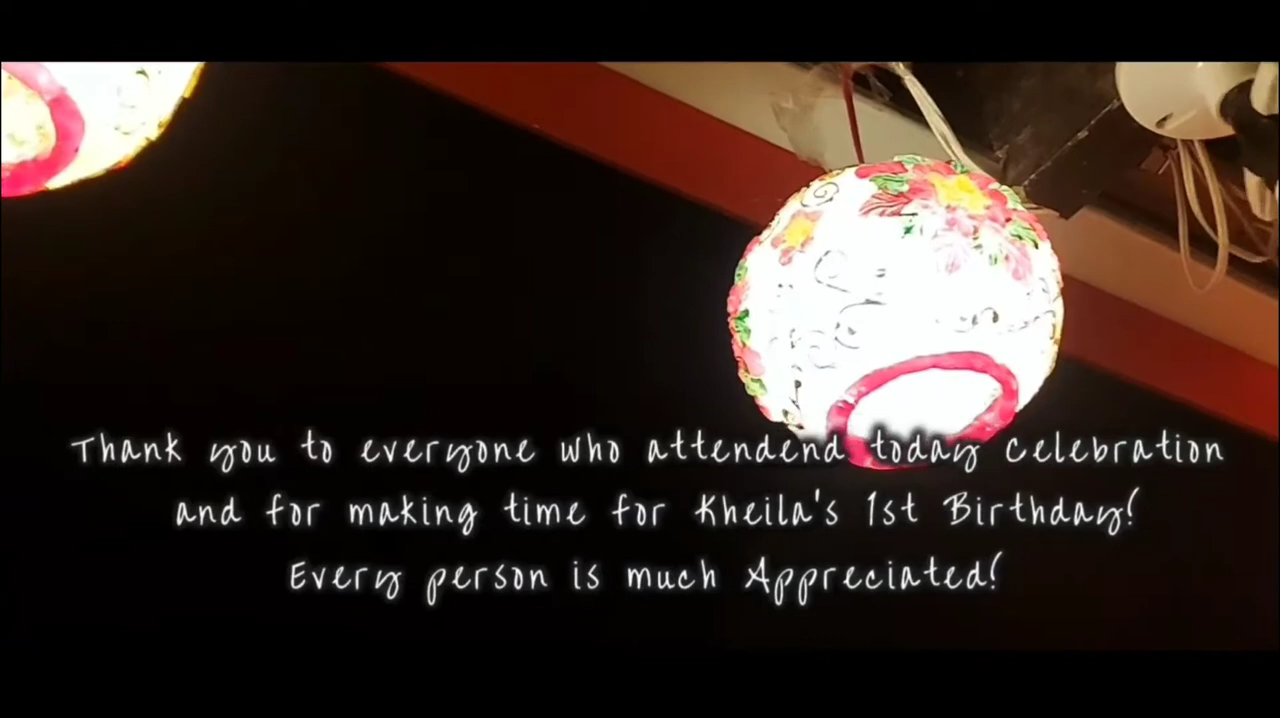 Thank you to everyone who attendend today Celebration
and for making time for Kheila's 1st Birthday!
Every person is much Appreciated!